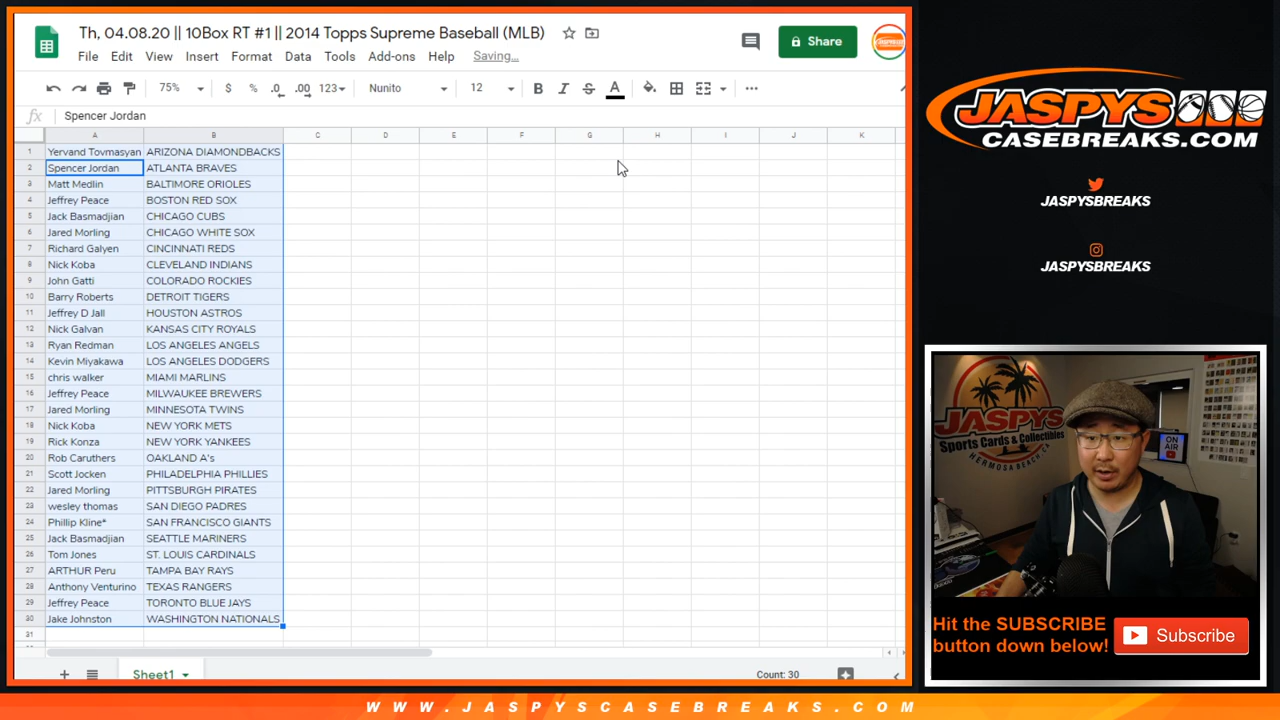 Th, 04.08.20 || 10Box RT #1 || 2014 Topps Supreme Baseball (MLB)
File Edit View Insert Format Data Tools Add-ons Help Saving...
Share
75% $ % .0 .00 123 Nunito 12 B I S A
fx Spencer Jordan
A B C D E F G H I J K
1 Yervand Tovmasyan ARIZONA DIAMONDBACKS
2 Spencer Jordan ATLANTA BRAVES
3 Matt Medlin BALTIMORE ORIOLES
4 Jeffrey Peace BOSTON RED SOX
5 Jack Basmadjian CHICAGO CUBS
6 Jared Morling CHICAGO WHITE SOX
7 Richard Galyen CINCINNATI REDS
8 Nick Koba CLEVELAND INDIANS
9 John Gatti COLORADO ROCKIES
10 Barry Roberts DETROIT TIGERS
11 Jeffrey D Jall HOUSTON ASTROS
12 Nick Galvan KANSAS CITY ROYALS
13 Ryan Redman LOS ANGELES ANGELS
14 Kevin Miyakawa LOS ANGELES DODGERS
15 chris walker MIAMI MARLINS
16 Jeffrey Peace MILWAUKEE BREWERS
17 Jared Morling MINNESOTA TWINS
18 Nick Koba NEW YORK METS
19 Rick Konza NEW YORK YANKEES
20 Rob Caruthers OAKLAND A's
21 Scott Jocken PHILADELPHIA PHILLIES
22 Jared Morling PITTSBURGH PIRATES
23 wesley thomas SAN DIEGO PADRES
24 Phillip Kline* SAN FRANCISCO GIANTS
25 Jack Basmadjian SEATTLE MARINERS
26 Tom Jones ST. LOUIS CARDINALS
27 ARTHUR Peru TAMPA BAY RAYS
28 Anthony Venturino TEXAS RANGERS
29 Jeffrey Peace TORONTO BLUE JAYS
30 Jake Johnston WASHINGTON NATIONALS
31
Sheet1
Count: 30
JASPYS
CASEBREAKS.COM
JASPYSBREAKS
JASPYSBREAKS
JASPYS
Sports Cards & Collectibles
HERMOSA BEACH, CA
ON
AIR
Hit the SUBSCRIBE
button down below!
Subscribe
WWW.JASPYSCASEBREAKS.COM